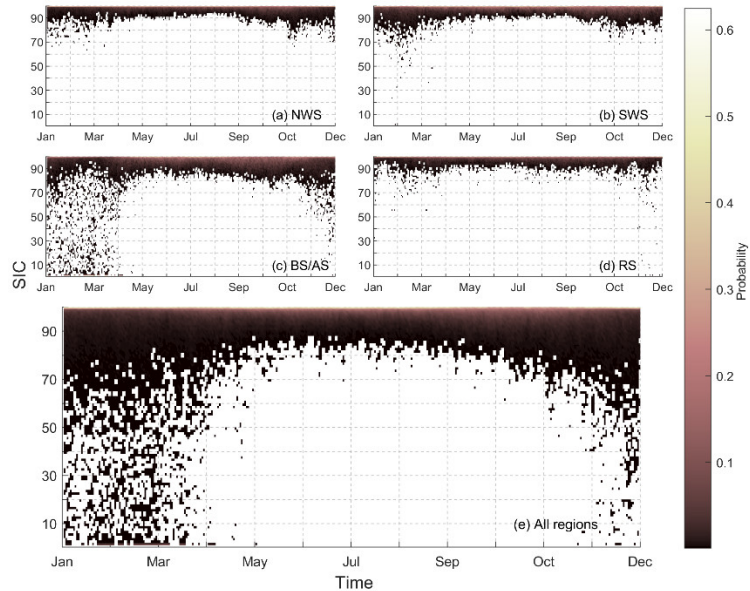 90
70
50
30
10
(a) NWS
Jan Mar May Jul Sep Oct Dec
90
70
50
30
10
(b) SWS
Jan Mar May Jul Sep Oct Dec
90
70
50
30
10
(c) BS/AS
Jan Mar May Jul Sep Oct Dec
90
70
50
30
10
(d) RS
Jan Mar May Jul Sep Oct Dec
SIC
90
70
50
30
10
(e) All regions
Jan Mar May Jul Sep Oct Dec
Time
0.6
0.5
0.4
0.3
0.2
0.1
Probability